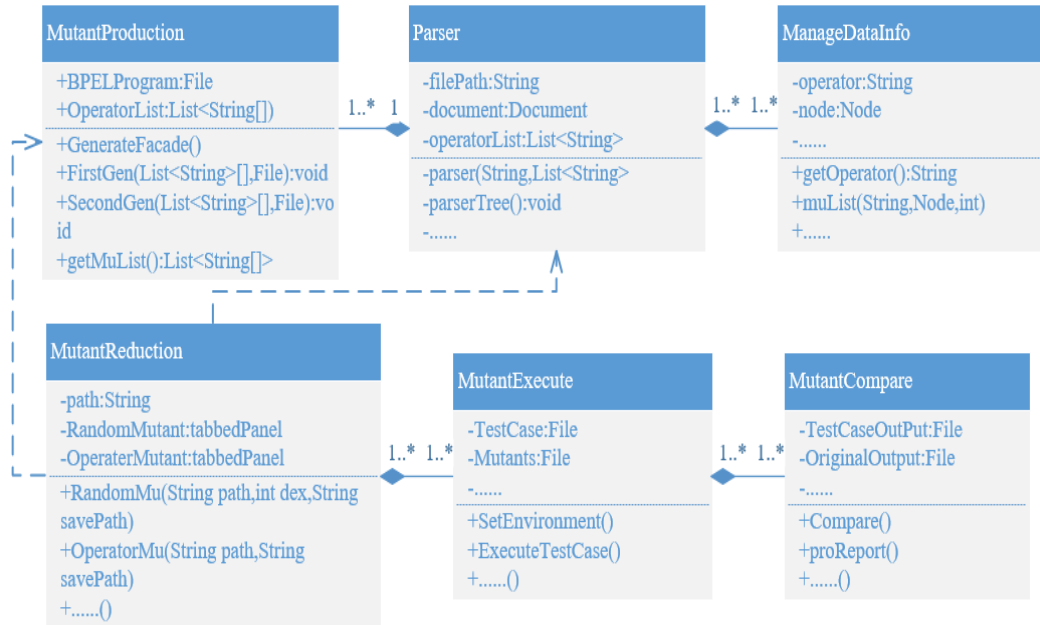 MutantProduction
+BPELProgram:File
+OperatorList:List<String[])
+GenerateFacade()
+FirstGen(List<String>[],File):void
+SecondGen(List<String>[],File):vo
id
+getMuList():List<String[]>
1..* 1
Parser
-filePath:String
-document:Document
-operatorList:List<String>
-parser(String,List<String>
-parserTree():void
-......
1..* 1..*
ManageDataInfo
-operator:String
-node:Node
-......
+getOperator():String
+muList(String,Node,int)
+......
MutantReduction
-path:String
-RandomMutant:tabbedPanel
-OperaterMutant:tabbedPanel
+RandomMu(String path,int dex,String
savePath)
+OperatorMu(String path,String
savePath)
+......()
1..* 1..*
MutantExecute
-TestCase:File
-Mutants:File
-......
+SetEnvironment()
+ExecuteTestCase()
+......()
1..* 1..*
MutantCompare
-TestCaseOutPut:File
-OriginalOutput:File
-......
+Compare()
+proReport()
+......()